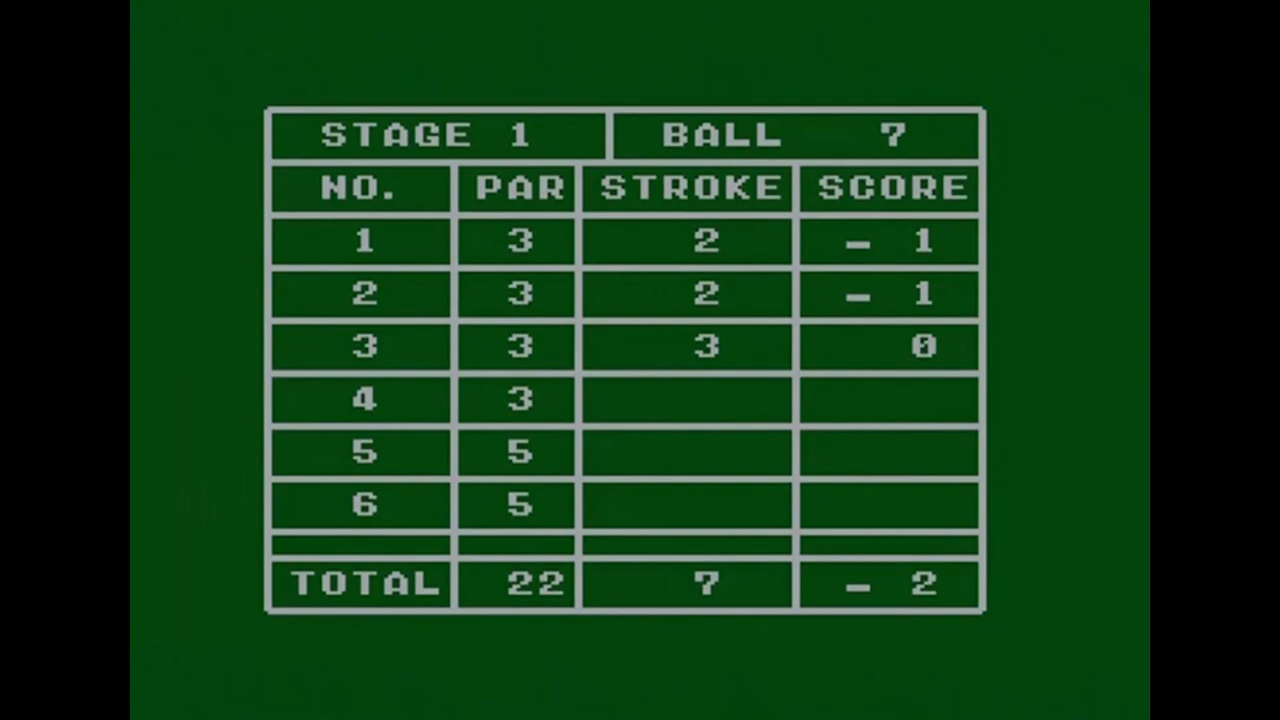 STAGE 1 BALL 7
NO. PAR STROKE SCORE
1 3 2 - 1
2 3 2 - 1
3 3 3 0
4 3
5 5
6 5
TOTAL 22 7 - 2